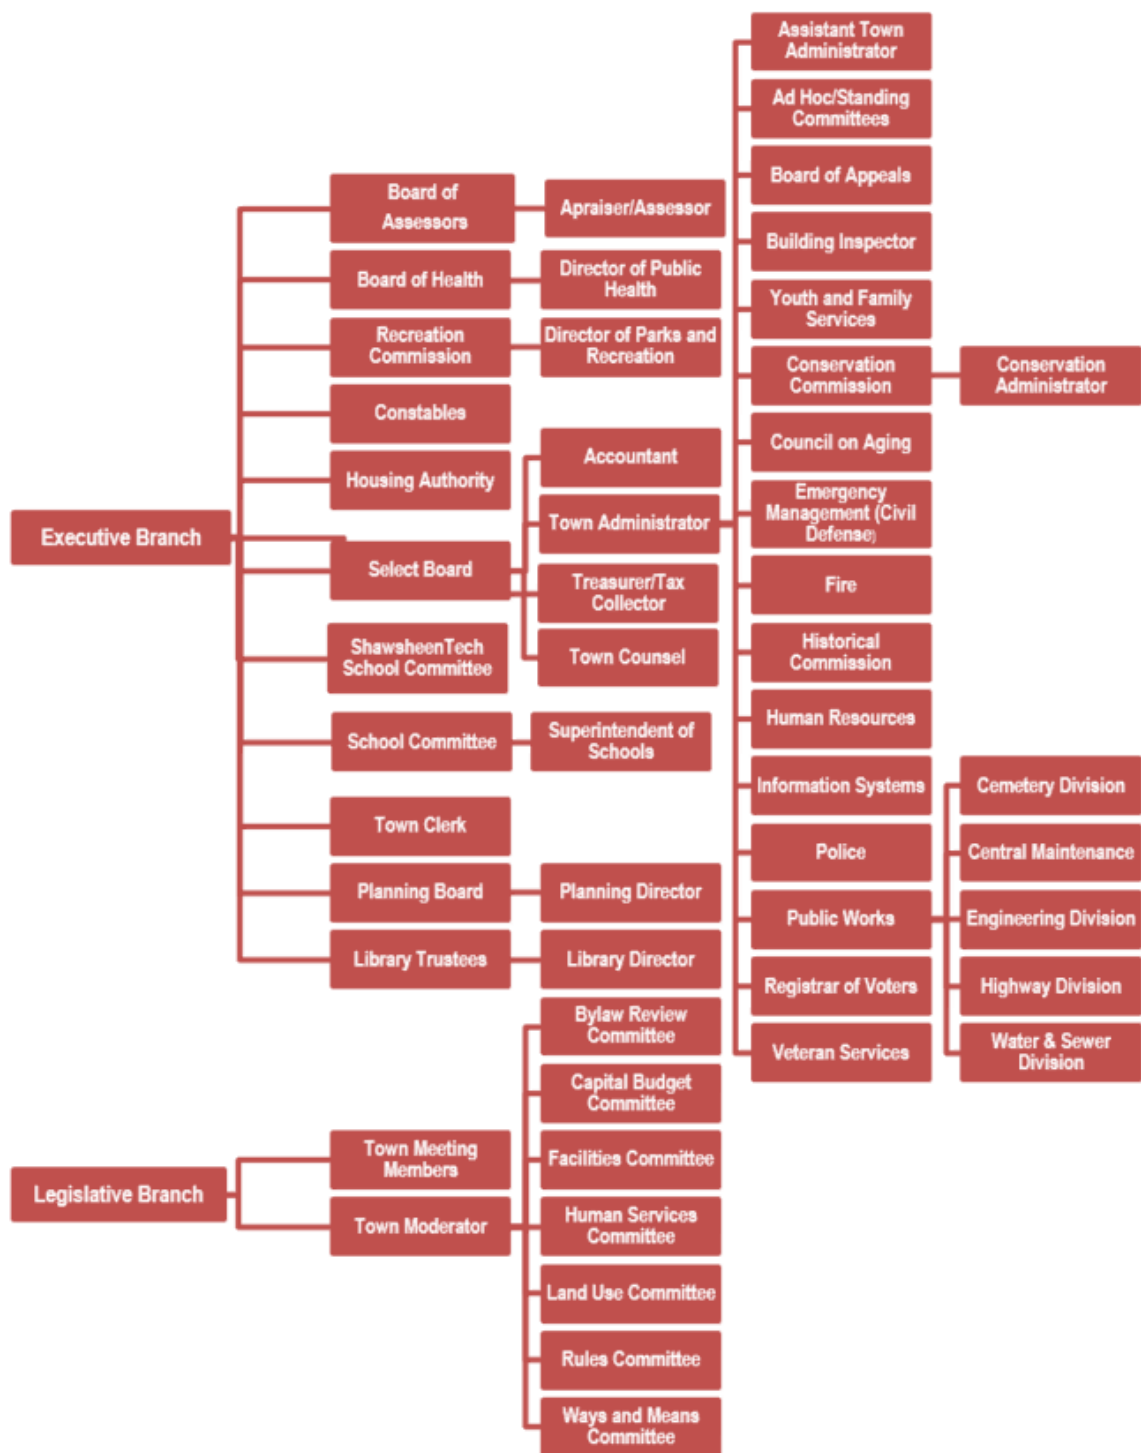 Executive Branch
Board of
Assessors
Apraiser/Assessor
Board of Health
Director of Public
Health
Recreation
Commission
Director of Parks and
Recreation
Constables
Housing Authority
Select Board
Accountant
Town Administrator
Assistant Town
Administrator
Ad Hoc/Standing
Committees
Board of Appeals
Building Inspector
Youth and Family
Services
Conservation
Commission
Conservation
Administrator
Council on Aging
Emergency
Management (Civil
Defense)
Fire
Historical
Commission
Human Resources
Information Systems
Police
Public Works
Cemetery Division
Central Maintenance
Engineering Division
Highway Division
Water & Sewer
Division
Registrar of Voters
Veteran Services
Treasurer/Tax
Collector
Town Counsel
ShawsheenTech
School Committee
School Committee
Superintendent of
Schools
Town Clerk
Planning Board
Planning Director
Library Trustees
Library Director
Legislative Branch
Town Meeting
Members
Town Moderator
Bylaw Review
Committee
Capital Budget
Committee
Facilities Committee
Human Services
Committee
Land Use Committee
Rules Committee
Ways and Means
Committee